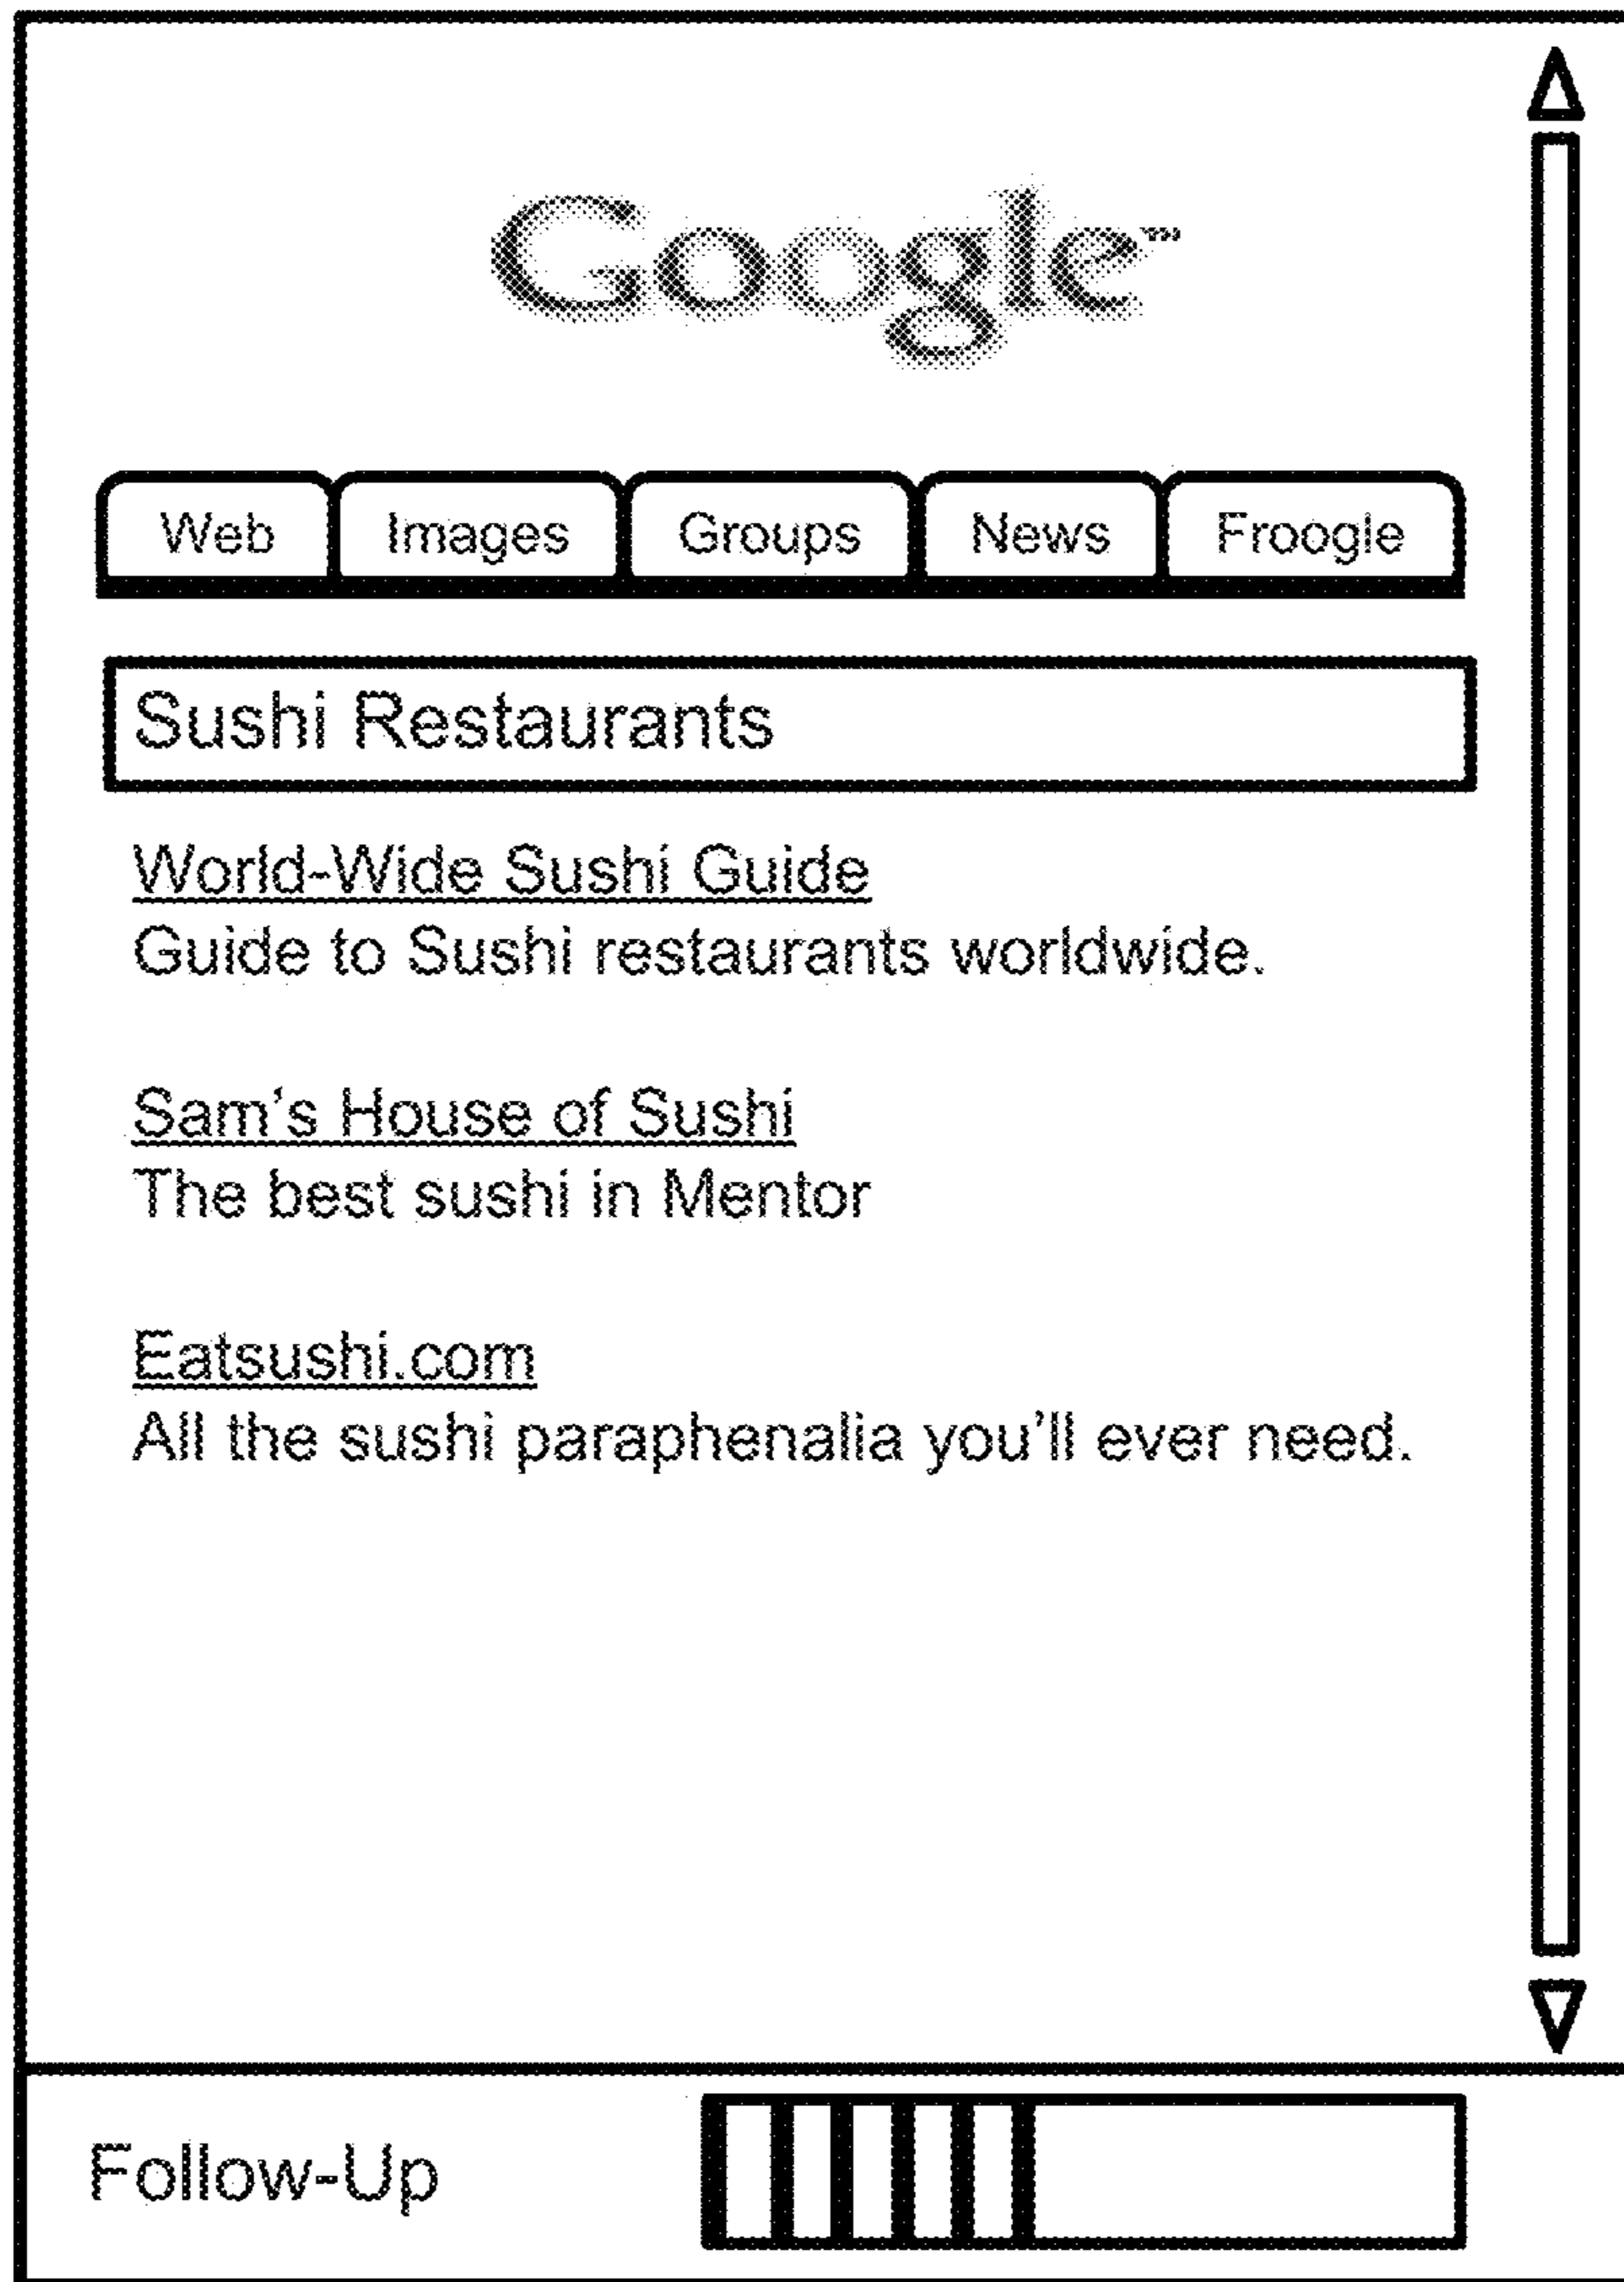 Google™
Web Images Groups News Froogle
Sushi Restaurants
World-Wide Sushi Guide
Guide to Sushi restaurants worldwide.
Sam's House of Sushi
The best sushi in Mentor
Eatsushi.com
All the sushi paraphenalia you'll ever need.
Follow-Up